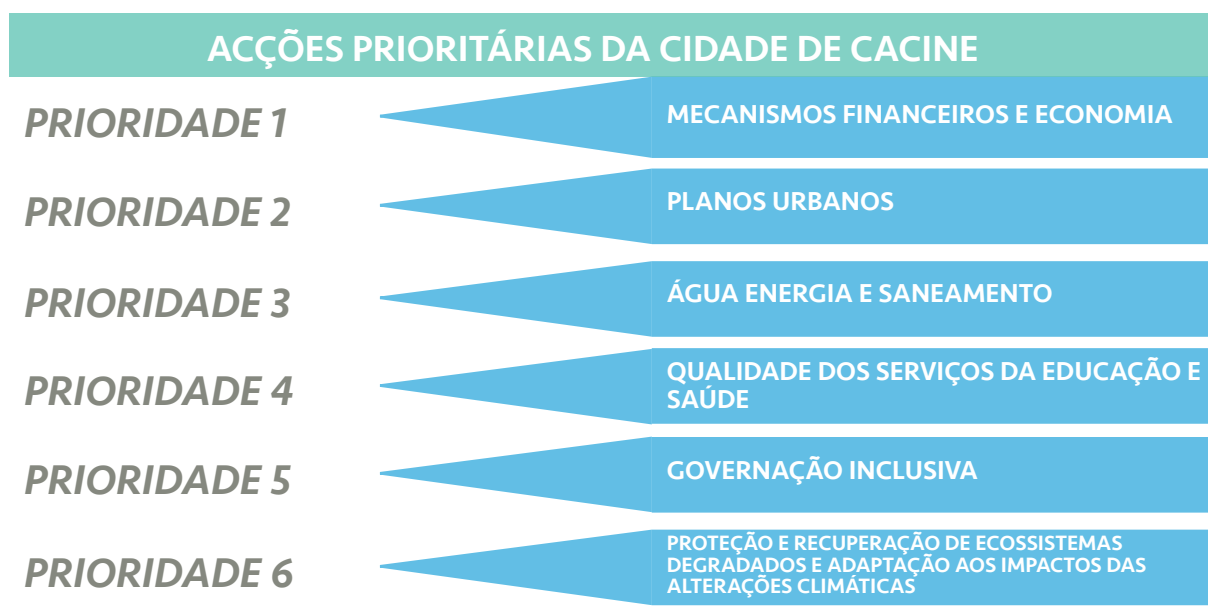 ACÇÕES PRIORITÁRIAS DA CIDADE DE CACINE
PRIORIDADE 1
MECANISMOS FINANCEIROS E ECONOMIA
PRIORIDADE 2
PLANOS URBANOS
PRIORIDADE 3
ÁGUA ENERGIA E SANEAMENTO
PRIORIDADE 4
QUALIDADE DOS SERVIÇOS DA EDUCAÇÃO E
SAÚDE
PRIORIDADE 5
GOVERNAÇÃO INCLUSIVA
PRIORIDADE 6
PROTEÇÃO E RECUPERAÇÃO DE ECOSSISTEMAS
DEGRADADOS E ADAPTAÇÃO AOS IMPACTOS DAS
ALTERAÇÕES CLIMÁTICAS